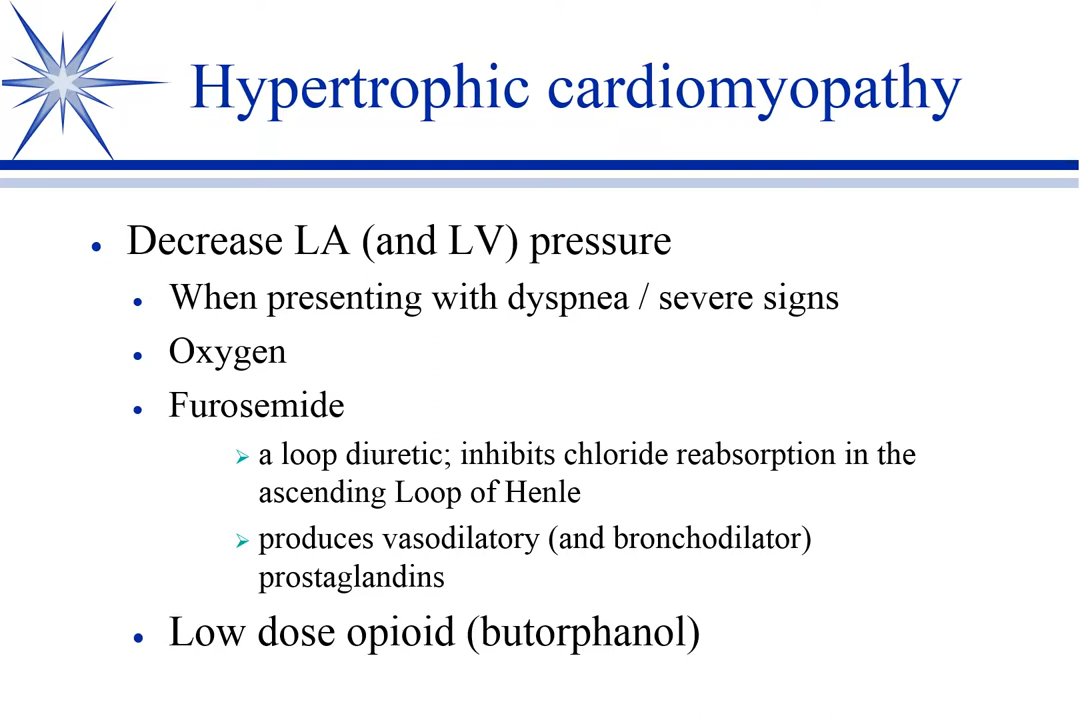 Hypertrophic cardiomyopathy
• Decrease LA (and LV) pressure
• When presenting with dyspnea / severe signs
• Oxygen
• Furosemide
➢ a loop diuretic; inhibits chloride reabsorption in the
ascending Loop of Henle
➢ produces vasodilatory (and bronchodilator)
prostaglandins
• Low dose opioid (butorphanol)